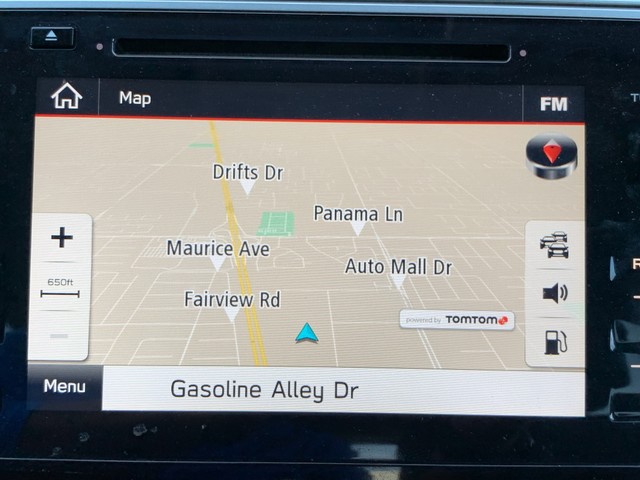 Map
FM
Drifts Dr
Panama Ln
Maurice Ave
Auto Mall Dr
650ft
Fairview Rd
powered by TOMTOM
Menu
Gasoline Alley Dr